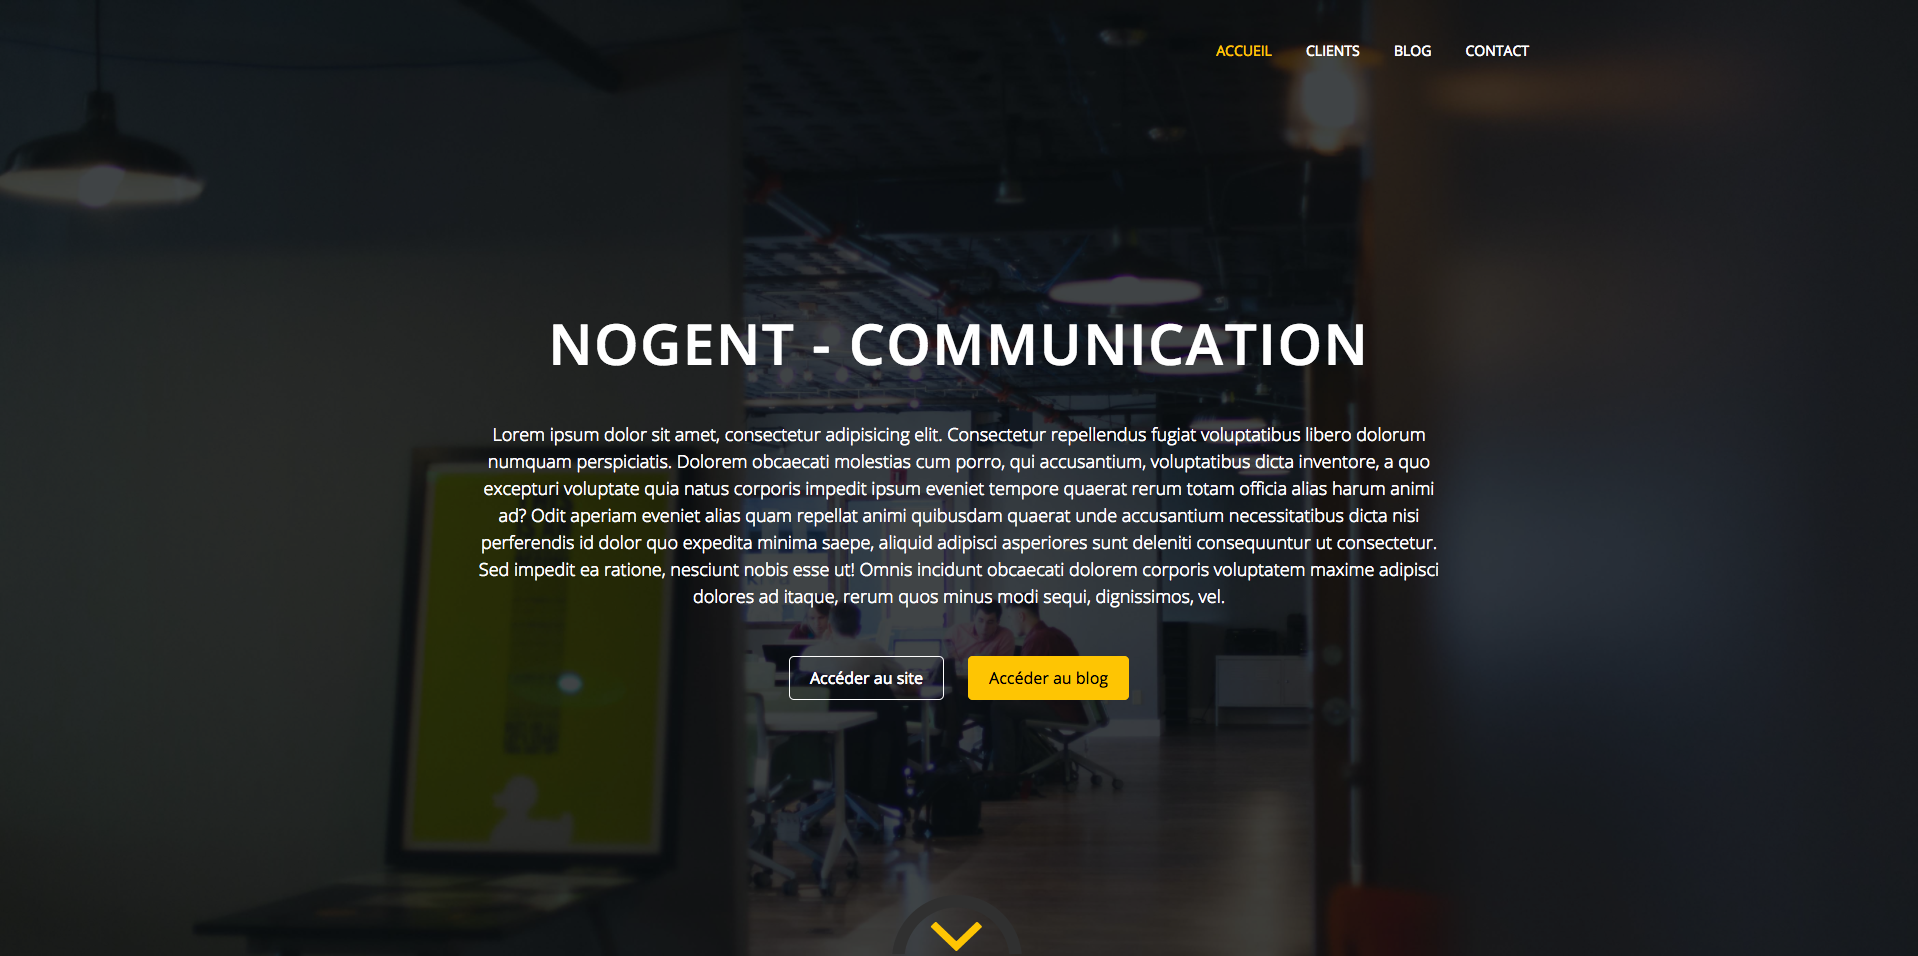 ACCUEIL CLIENTS BLOG CONTACT
NOGENT - COMMUNICATION
Lorem ipsum dolor sit amet, consectetur adipisicing elit. Consectetur repellendus fugiat voluptatibus libero dolorum
numquam perspiciatis. Dolorem obcaecati molestias cum porro, qui accusantium, voluptatibus dicta inventore, a quo
excepturi voluptate quia natus corporis impedit ipsum eveniet tempore quaerat rerum totam officia alias harum animi
ad? Odit aperiam eveniet alias quam repellat animi quibusdam quaerat unde accusantium necessitatibus dicta nisi
perferendis id dolor quo expedita minima saepe, aliquid adipisci asperiores sunt deleniti consequuntur ut consectetur.
Sed impedit ea ratione, nesciunt nobis esse ut! Omnis incidunt obcaecati dolorem corporis voluptatem maxime adipisci
dolores ad itaque, rerum quos minus modi sequi, dignissimos, vel.
Accéder au site Accéder au blog